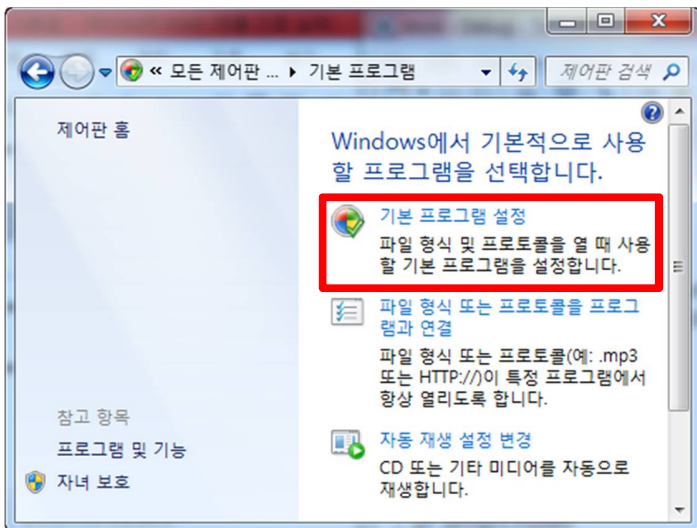 « 모든 제어판 ... ▸ 기본 프로그램
제어판 검색
제어판 홈
Windows에서 기본적으로 사용
할 프로그램을 선택합니다.
기본 프로그램 설정
파일 형식 및 프로토콜을 열 때 사용
할 기본 프로그램을 설정합니다.
파일 형식 또는 프로토콜을 프로그
램과 연결
파일 형식 또는 프로토콜(예: .mp3
또는 HTTP://)이 특정 프로그램에서
항상 열리도록 합니다.
자동 재생 설정 변경
CD 또는 기타 미디어를 자동으로
재생합니다.
참고 항목
프로그램 및 기능
자녀 보호